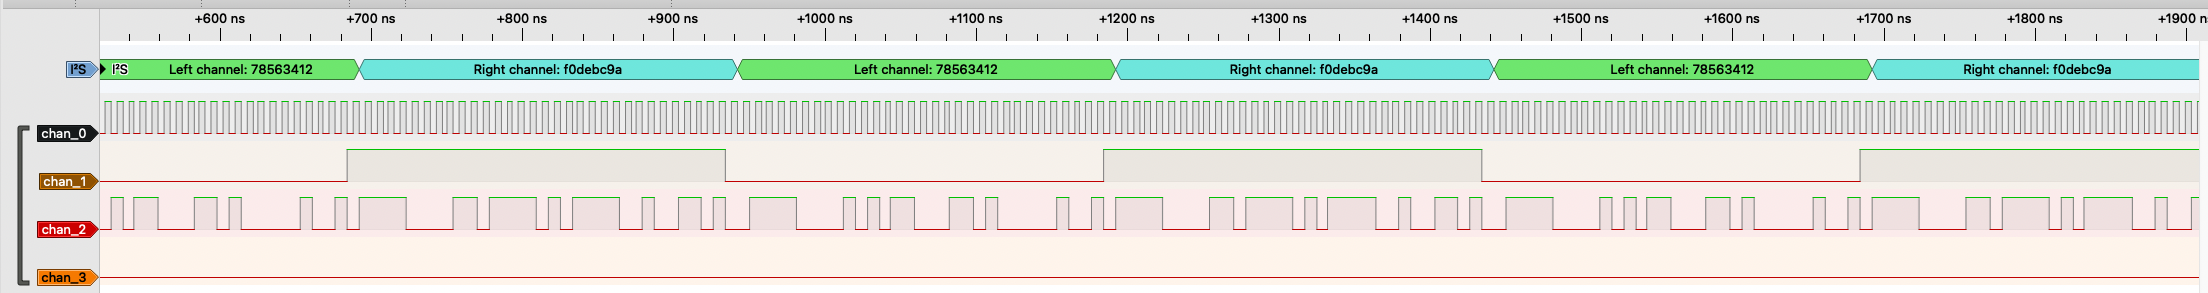 +600 ns +700 ns +800 ns +900 ns +1000 ns +1100 ns +1200 ns +1300 ns +1400 ns +1500 ns +1600 ns +1700 ns +1800 ns +1900 n
I²S I²S Left channel: 78563412 Right channel: f0debc9a Left channel: 78563412 Right channel: f0debc9a Left channel: 78563412 Right channel: f0debc9a
chan_0
chan_1
chan_2
chan_3